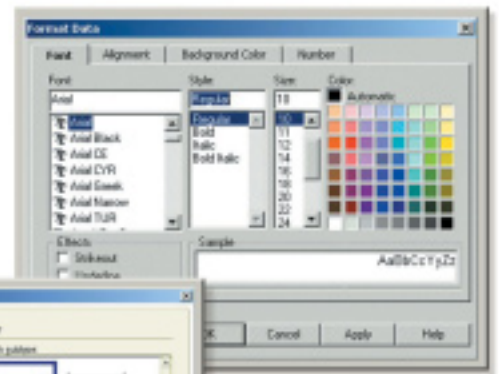 Format Data
Font Alignment Background Color Number
Font: Style: Size: Color:
Arial Regular 10 Automatic
Arial Regular 10
Arial Black Bold 11
Arial CE Italic 12
Arial CYR Bold Italic 14
Arial Greek 16
Arial Narrow 18
Arial TUR 20
22
24
Effects Sample
Strikeout AaBbCcYyZz
Underline
OK Cancel Apply Help